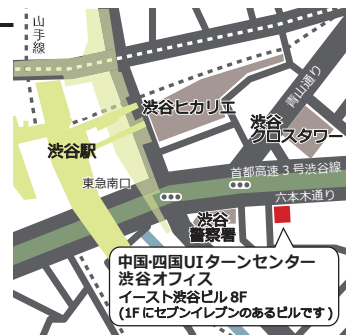 山手線
渋谷ヒカリエ
青山通り
渋谷
クロスタワー
渋谷駅
首都高速3号渋谷線
東急南口
六本木通り
渋谷
警察署
中国・四国UIターンセンター
渋谷オフィス
イースト渋谷ビル 8F
(1Fにセブンイレブンのあるビルです)